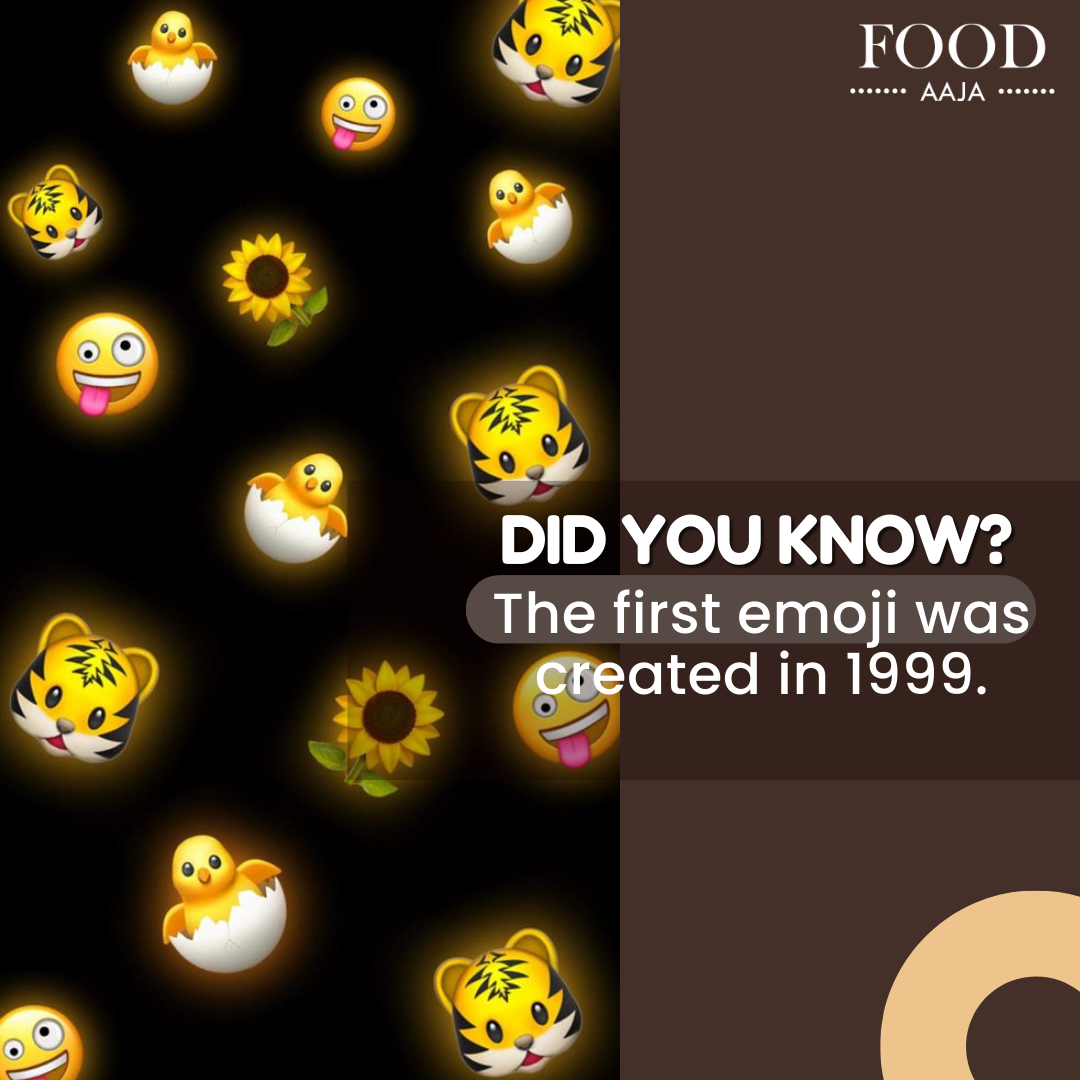 FOOD
AAJA
DID YOU KNOW?
The first emoji was
created in 1999.